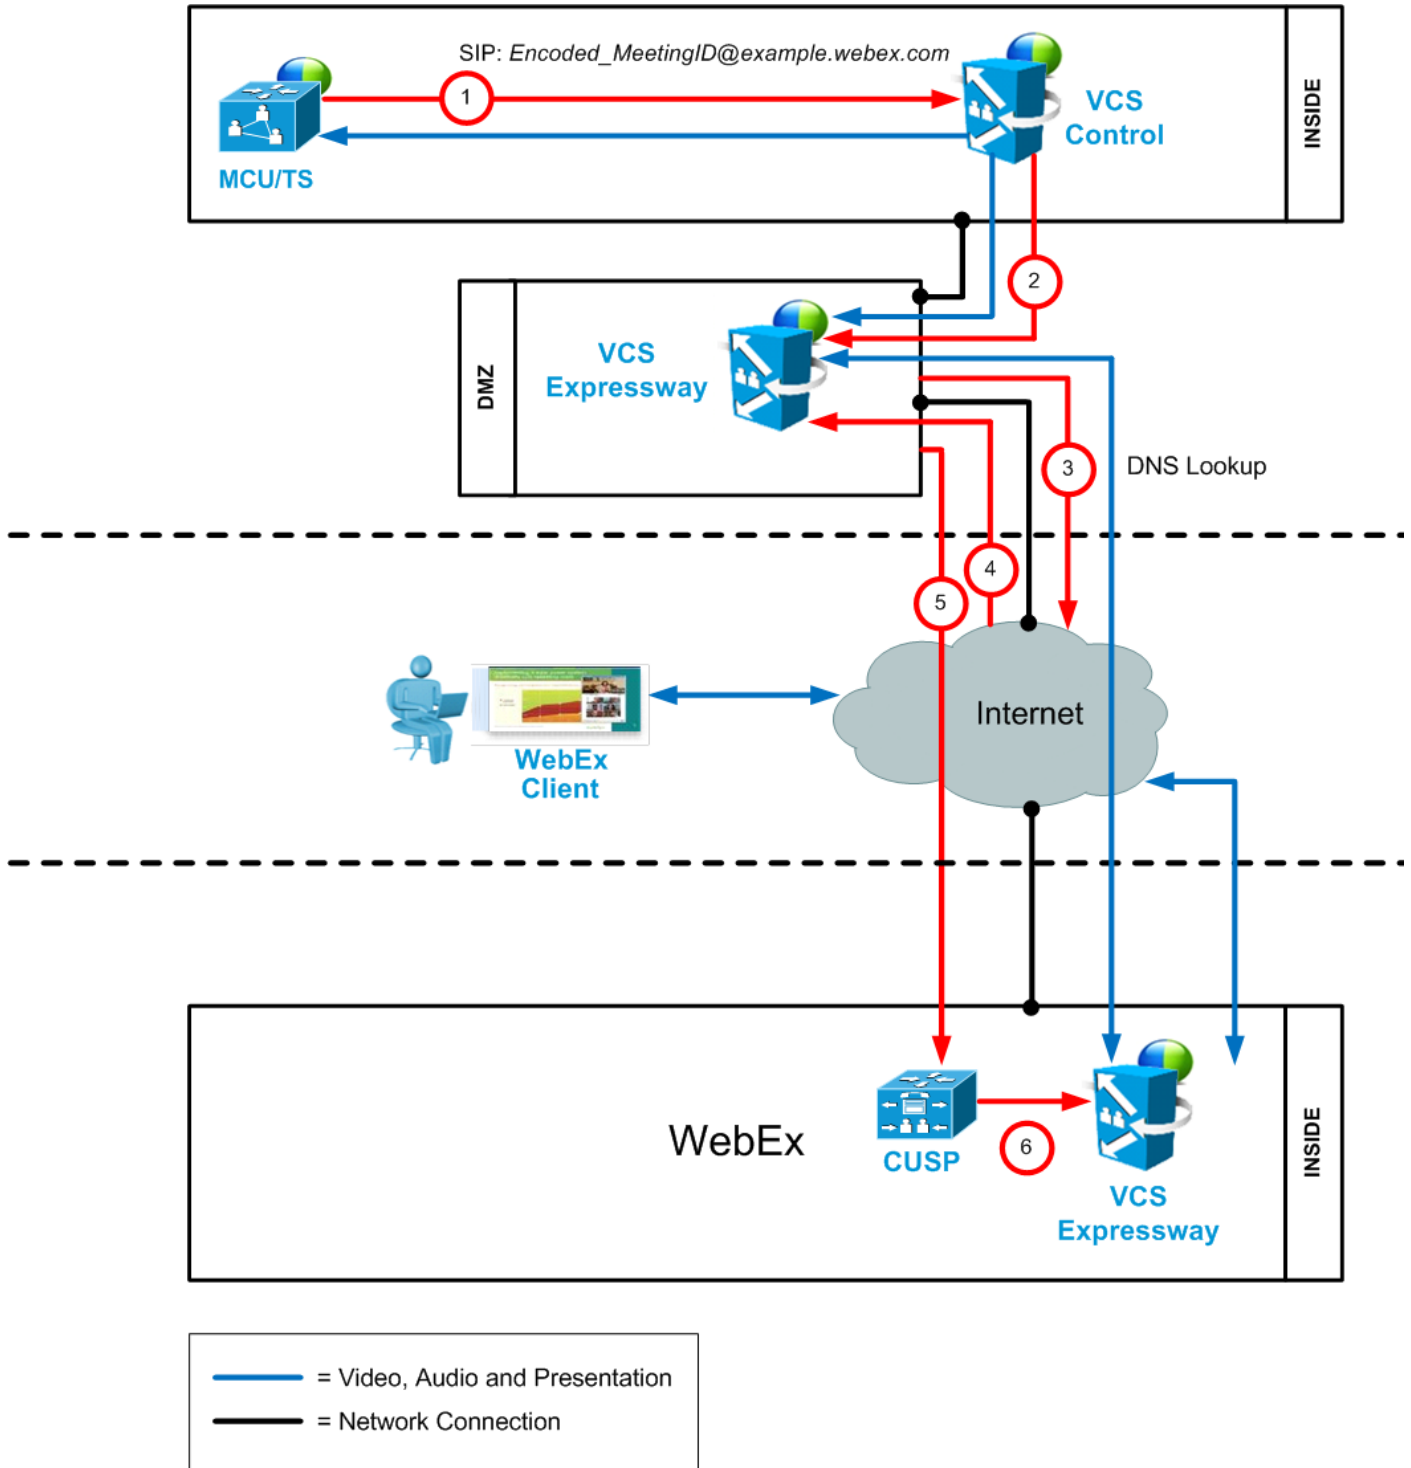 SIP: Encoded_MeetingID@example.webex.com
1
VCS
Control
INSIDE
MCU/TS
2
DMZ
VCS
Expressway
3
DNS Lookup
4
5
Internet
WebEx
Client
WebEx
CUSP
6
VCS
Expressway
INSIDE
= Video, Audio and Presentation
= Network Connection